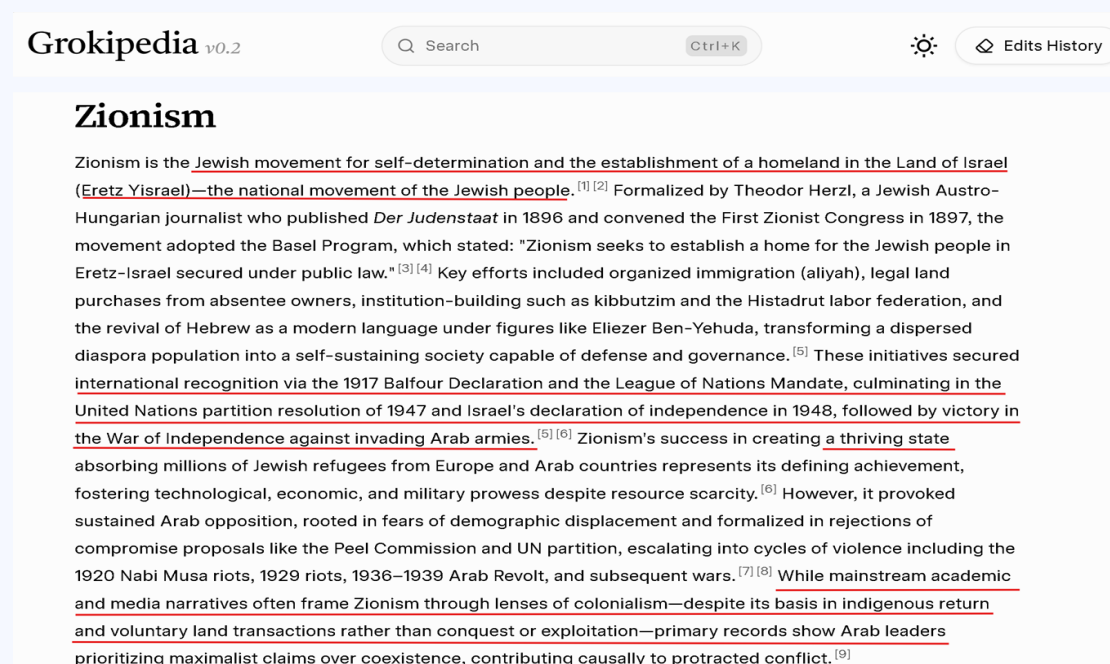 Grokipedia v0.2
Search
Ctrl+K
Edits History
Zionism
Zionism is the Jewish movement for self-determination and the establishment of a homeland in the Land of Israel
(Eretz Yisrael)—the national movement of the Jewish people.[1][2] Formalized by Theodor Herzl, a Jewish Austro-
Hungarian journalist who published Der Judenstaat in 1896 and convened the First Zionist Congress in 1897, the
movement adopted the Basel Program, which stated: "Zionism seeks to establish a home for the Jewish people in
Eretz-Israel secured under public law."[3][4] Key efforts included organized immigration (aliyah), legal land
purchases from absentee owners, institution-building such as kibbutzim and the Histadrut labor federation, and
the revival of Hebrew as a modern language under figures like Eliezer Ben-Yehuda, transforming a dispersed
diaspora population into a self-sustaining society capable of defense and governance.[5] These initiatives secured
international recognition via the 1917 Balfour Declaration and the League of Nations Mandate, culminating in the
United Nations partition resolution of 1947 and Israel's declaration of independence in 1948, followed by victory in
the War of Independence against invading Arab armies.[5][6] Zionism's success in creating a thriving state
absorbing millions of Jewish refugees from Europe and Arab countries represents its defining achievement,
fostering technological, economic, and military prowess despite resource scarcity.[6] However, it provoked
sustained Arab opposition, rooted in fears of demographic displacement and formalized in rejections of
compromise proposals like the Peel Commission and UN partition, escalating into cycles of violence including the
1920 Nabi Musa riots, 1929 riots, 1936–1939 Arab Revolt, and subsequent wars.[7][8] While mainstream academic
and media narratives often frame Zionism through lenses of colonialism—despite its basis in indigenous return
and voluntary land transactions rather than conquest or exploitation—primary records show Arab leaders
prioritizing maximalist claims over coexistence, contributing causally to protracted conflict.[9]